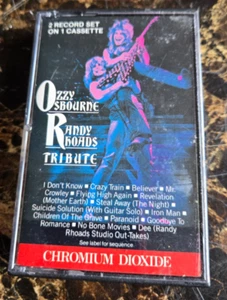 2 RECORD SET
ON 1 CASSETTE
OZZY
OSBOURNE
RANDY
RHOADS
TRIBUTE
I Don't Know • Crazy Train • Believer • Mr.
Crowley • Flying High Again • Revelation
(Mother Earth) • Steal Away (The Night) •
Suicide Solution (With Guitar Solo) • Iron Man •
Children Of The Grave • Paranoid • Goodbye To
Romance • No Bone Movies • Dee (Randy
Rhoads Studio Out-Takes)
See label for sequence.
CHROMIUM DIOXIDE